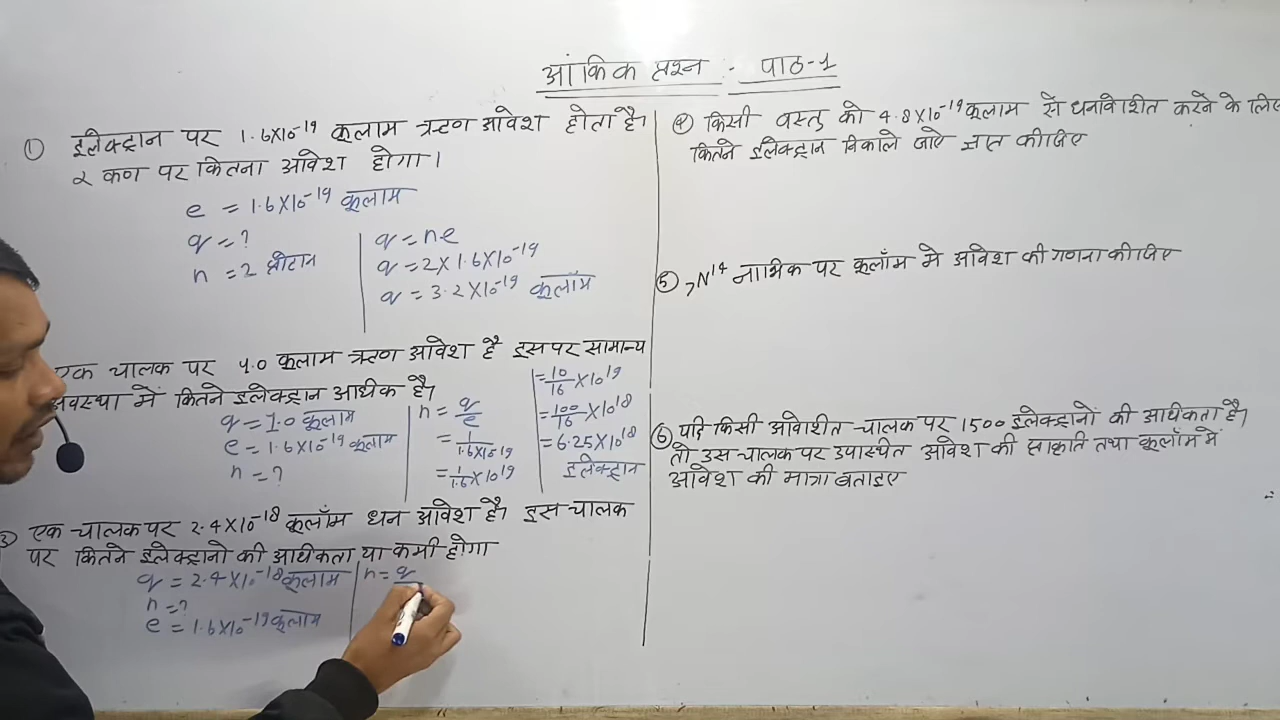 आंकिक प्रश्न :- पाठ-1
① इलेक्ट्रान पर 1.6×10⁻¹⁹ कूलाम ऋण आवेश होता है।
α कण पर कितना आवेश होगा।
e = 1.6×10⁻¹⁹ कूलाम
q = ?
n = 2 प्रोटान
q = ne
q = 2×1.6×10⁻¹⁹
q = 3.2×10⁻¹⁹ कूलॉम
एक चालक पर 1.0 कूलाम ऋण आवेश है इस पर सामान्य
अवस्था में कितने इलेक्ट्रान अधिक है।
q = 1.0 कूलाम
e = 1.6×10⁻¹⁹ कूलाम
n = ?
n = q/e
= 1/1.6×10⁻¹⁹
= 1/1.6×10¹⁹
= 10/16×10¹⁹
= 100/16×10¹⁸
= 6.25×10¹⁸
इलेक्ट्रान
③ एक चालक पर 2.4×10⁻¹⁸ कूलॉम धन आवेश है। इस चालक
पर कितने इलेक्ट्रानो की अधिकता या कमी होगा
q = 2.4×10⁻¹⁸ कूलाम
n = ?
e = 1.6×10⁻¹⁹ कूलाम
n = q
④ किसी वस्तु को 4.8×10⁻¹⁹ कूलाम से धनावेशीत करने के लिए
कितने इलेक्ट्रान निकाले जाए ज्ञात कीजिए
⑤ ₇N¹⁴ नाभिक पर कूलॉम मे आवेश की गणना कीजिए
⑥ यदि किसी आवेशीत चालक पर 1500 इलेक्ट्रानो की अधिकता है।
तो उस चालक पर उपस्थित आवेश की प्राकृति तथा कूलॉम में
आवेश की मात्रा बताइए